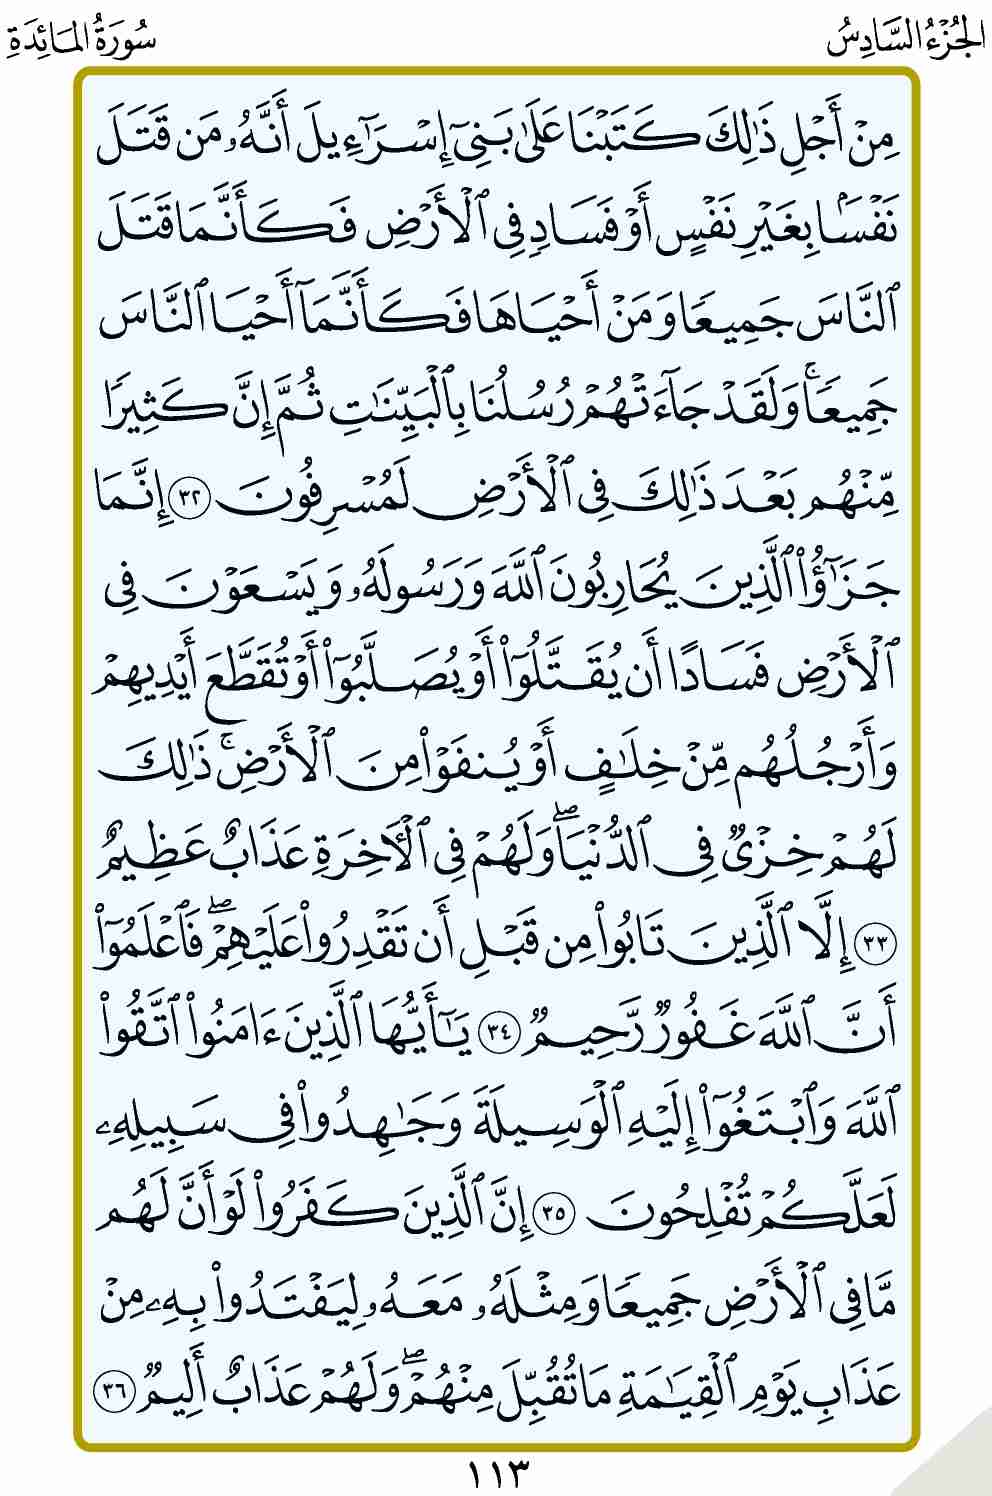 الجُزْءُ السَّادِسُ
سُورَةُ المَائِدَةِ
مِنْ أَجْلِ ذَٰلِكَ كَتَبْنَا عَلَىٰ بَنِىٓ إِسْرَٰٓءِيلَ أَنَّهُۥ مَن قَتَلَ
نَفْسًۢا بِغَيْرِ نَفْسٍ أَوْ فَسَادٍ فِى ٱلْأَرْضِ فَكَأَنَّمَا قَتَلَ
ٱلنَّاسَ جَمِيعًا وَمَنْ أَحْيَاهَا فَكَأَنَّمَآ أَحْيَا ٱلنَّاسَ
جَمِيعًا ۚ وَلَقَدْ جَآءَتْهُمْ رُسُلُنَا بِٱلْبَيِّنَٰتِ ثُمَّ إِنَّ كَثِيرًا
مِّنْهُم بَعْدَ ذَٰلِكَ فِى ٱلْأَرْضِ لَمُسْرِفُونَ ٣٢ إِنَّمَا
جَزَٰٓؤُا۟ ٱلَّذِينَ يُحَارِبُونَ ٱللَّهَ وَرَسُولَهُۥ وَيَسْعَوْنَ فِى
ٱلْأَرْضِ فَسَادًا أَن يُقَتَّلُوٓا۟ أَوْ يُصَلَّبُوٓا۟ أَوْ تُقَطَّعَ أَيْدِيهِمْ
وَأَرْجُلُهُم مِّنْ خِلَٰفٍ أَوْ يُنفَوْا۟ مِنَ ٱلْأَرْضِ ۚ ذَٰلِكَ
لَهُمْ خِزْىٌ فِى ٱلدُّنْيَا ۖ وَلَهُمْ فِى ٱلْأَخِرَةِ عَذَابٌ عَظِيمٌ
٣٣ إِلَّا ٱلَّذِينَ تَابُوا۟ مِن قَبْلِ أَن تَقْدِرُوا۟ عَلَيْهِمْ ۖ فَٱعْلَمُوٓا۟
أَنَّ ٱللَّهَ غَفُورٌ رَّحِيمٌ ٣٤ يَٰٓأَيُّهَا ٱلَّذِينَ ءَامَنُوا۟ ٱتَّقُوا۟
ٱللَّهَ وَٱبْتَغُوٓا۟ إِلَيْهِ ٱلْوَسِيلَةَ وَجَٰهِدُوا۟ فِى سَبِيلِهِۦ
لَعَلَّكُمْ تُفْلِحُونَ ٣٥ إِنَّ ٱلَّذِينَ كَفَرُوا۟ لَوْ أَنَّ لَهُم
مَّا فِى ٱلْأَرْضِ جَمِيعًا وَمِثْلَهُۥ مَعَهُۥ لِيَفْتَدُوا۟ بِهِۦ مِنْ
عَذَابِ يَوْمِ ٱلْقِيَٰمَةِ مَا تُقُبِّلَ مِنْهُمْ ۖ وَلَهُمْ عَذَابٌ أَلِيمٌ ٣٦
١١٣